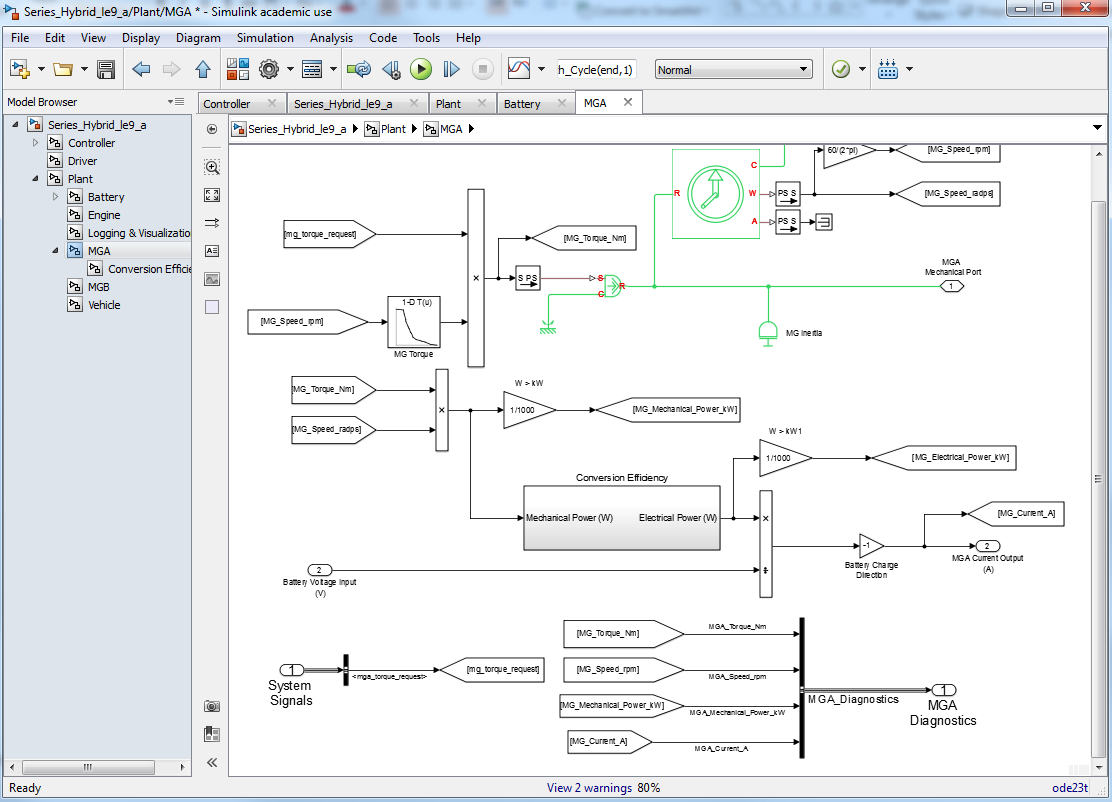 Series_Hybrid_le9_a/Plant/MGA * - Simulink academic use
File Edit View Display Diagram Simulation Analysis Code Tools Help
h_Cycle(end,1) Normal
Model Browser
Controller Series_Hybrid_le9_a Plant Battery MGA
Series_Hybrid_le9_a Plant MGA
Series_Hybrid_le9_a
Controller
Driver
Plant
Battery
Engine
Logging & Visualizatio
MGA
Conversion Efficie
MGB
Vehicle
60/(2*pi) [MG_Speed_rpm]
C
R W PS S [MG_Speed_radps]
A PS S
[mg_torque_request]
[MG_Torque_Nm]
×
S PS S R
C
MGA
Mechanical Port
1
1-D T(u)
[MG_Speed_rpm]
MG Torque
MG Inertia
[MG_Torque_Nm]
[MG_Speed_radps]
×
W > kW
1/1000
[MG_Mechanical_Power_kW]
W > kW1
1/1000
[MG_Electrical_Power_kW]
Conversion Efficiency
Mechanical Power (W) Electrical Power (W)
×
÷
[MG_Current_A]
-1
Battery Charge
Direction
2
MGA Current Output
(A)
2
Battery Voltage Input
(V)
[MG_Torque_Nm] MGA_Torque_Nm
[MG_Speed_rpm] MGA_Speed_rpm
[MG_Mechanical_Power_kW] MGA_Mechanical_Power_kW
[MG_Current_A] MGA_Current_A
1
System
Signals
<mga_torque_request>
[mg_torque_request]
MGA_Diagnostics
1
MGA
Diagnostics
Ready View 2 warnings 80% ode23t